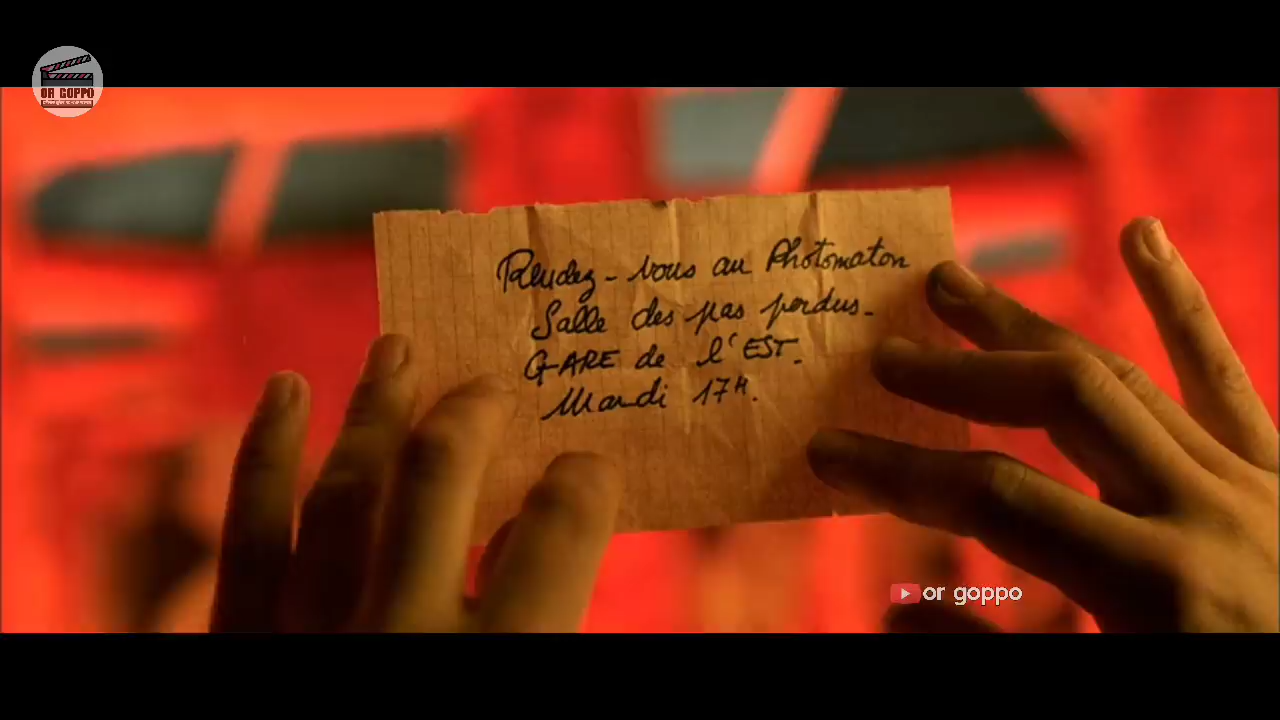 OR GOPPO
Rendez-vous au Photomaton
Salle des pas perdus.
GARE de l'EST.
Mardi 17H.
or goppo